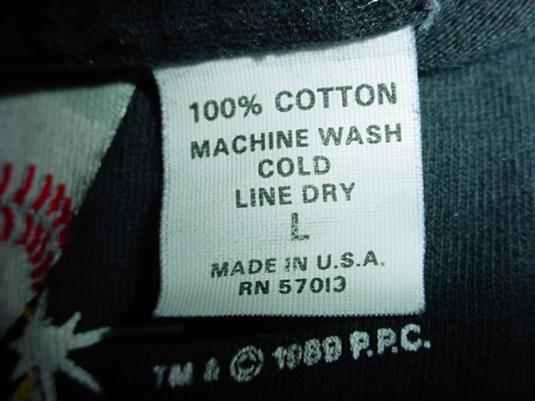 100% COTTON
MACHINE WASH
COLD
LINE DRY
L
MADE IN U.S.A.
RN 57013
TM & © 1989 P.P.C.